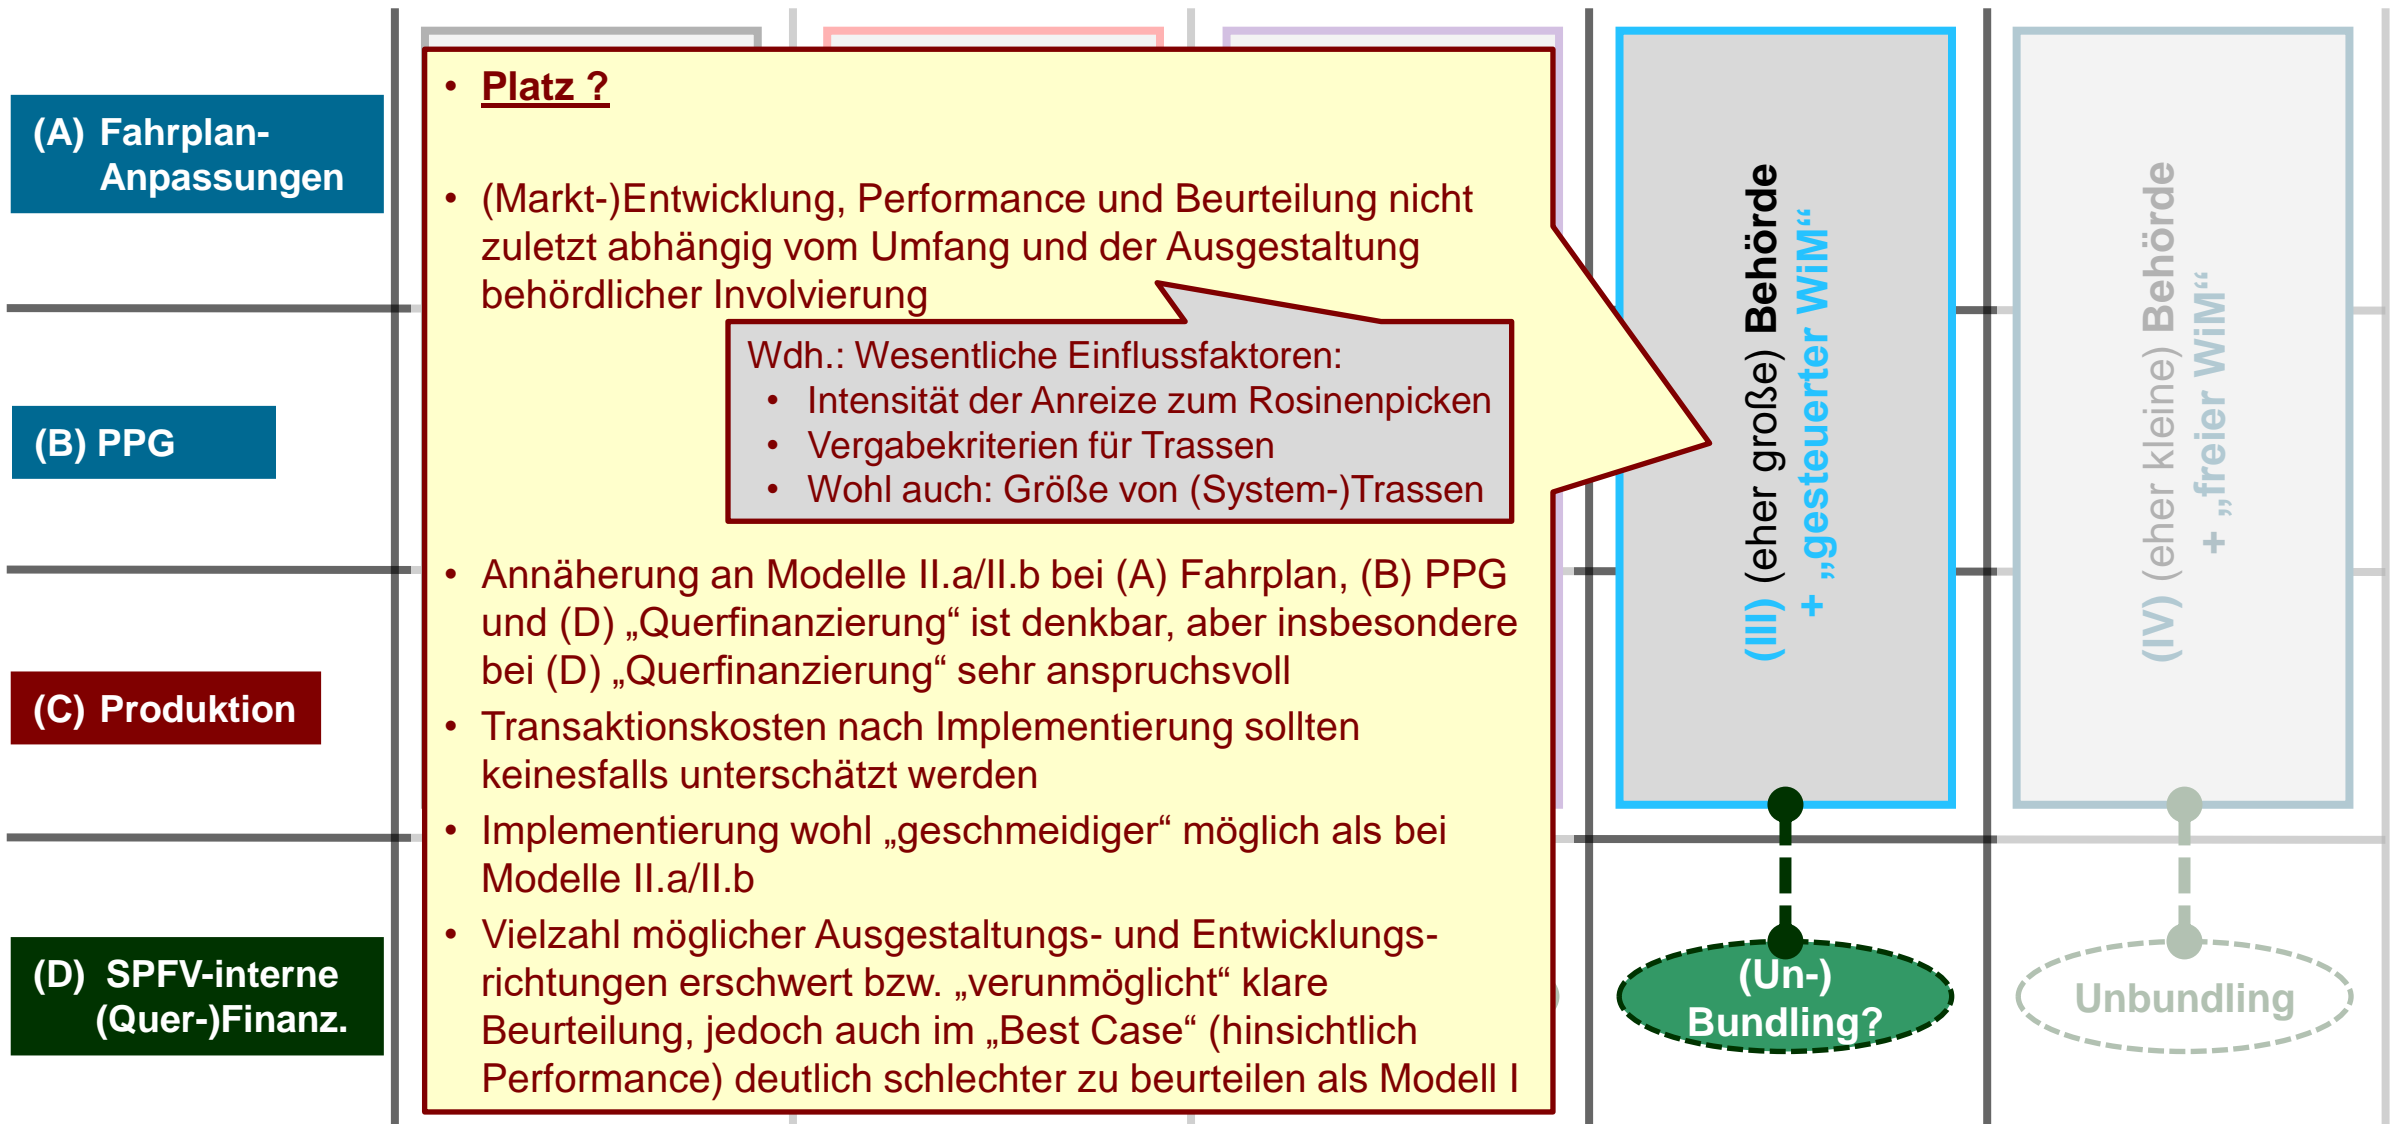 (A) Fahrplan-
Anpassungen
(B) PPG
(C) Produktion
(D) SPFV-interne
(Quer-)Finanz.
• Platz ?
• (Markt-)Entwicklung, Performance und Beurteilung nicht
zuletzt abhängig vom Umfang und der Ausgestaltung
behördlicher Involvierung
Wdh.: Wesentliche Einflussfaktoren:
• Intensität der Anreize zum Rosinenpicken
• Vergabekriterien für Trassen
• Wohl auch: Größe von (System-)Trassen
• Annäherung an Modelle II.a/II.b bei (A) Fahrplan, (B) PPG
und (D) „Querfinanzierung“ ist denkbar, aber insbesondere
bei (D) „Querfinanzierung“ sehr anspruchsvoll
• Transaktionskosten nach Implementierung sollten
keinesfalls unterschätzt werden
• Implementierung wohl „geschmeidiger“ möglich als bei
Modelle II.a/II.b
• Vielzahl möglicher Ausgestaltungs- und Entwicklungs-
richtungen erschwert bzw. „verunmöglicht“ klare
Beurteilung, jedoch auch im „Best Case“ (hinsichtlich
Performance) deutlich schlechter zu beurteilen als Modell I
(III) (eher große) Behörde
+ „gesteuerter WiM“
(Un-)
Bundling?
(IV) (eher kleine) Behörde
+ „freier WiM“
Unbundling